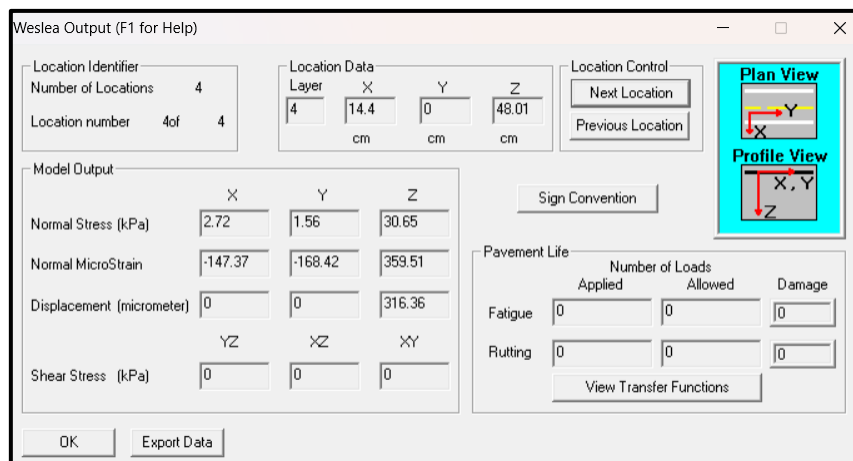 Weslea Output (F1 for Help)
Location Identifier
Number of Locations 4
Location number 4of 4
Location Data
Layer X Y Z
4 14.4 0 48.01
cm cm cm
Location Control
Next Location
Previous Location
Plan View
Y
X
Profile View
X, Y
Z
Model Output
X Y Z
Normal Stress (kPa) 2.72 1.56 30.65
Normal MicroStrain -147.37 -168.42 359.51
Displacement (micrometer) 0 0 316.36
YZ XZ XY
Shear Stress (kPa) 0 0 0
Sign Convention
Pavement Life
Number of Loads
Applied Allowed Damage
Fatigue 0 0 0
Rutting 0 0 0
View Transfer Functions
OK Export Data